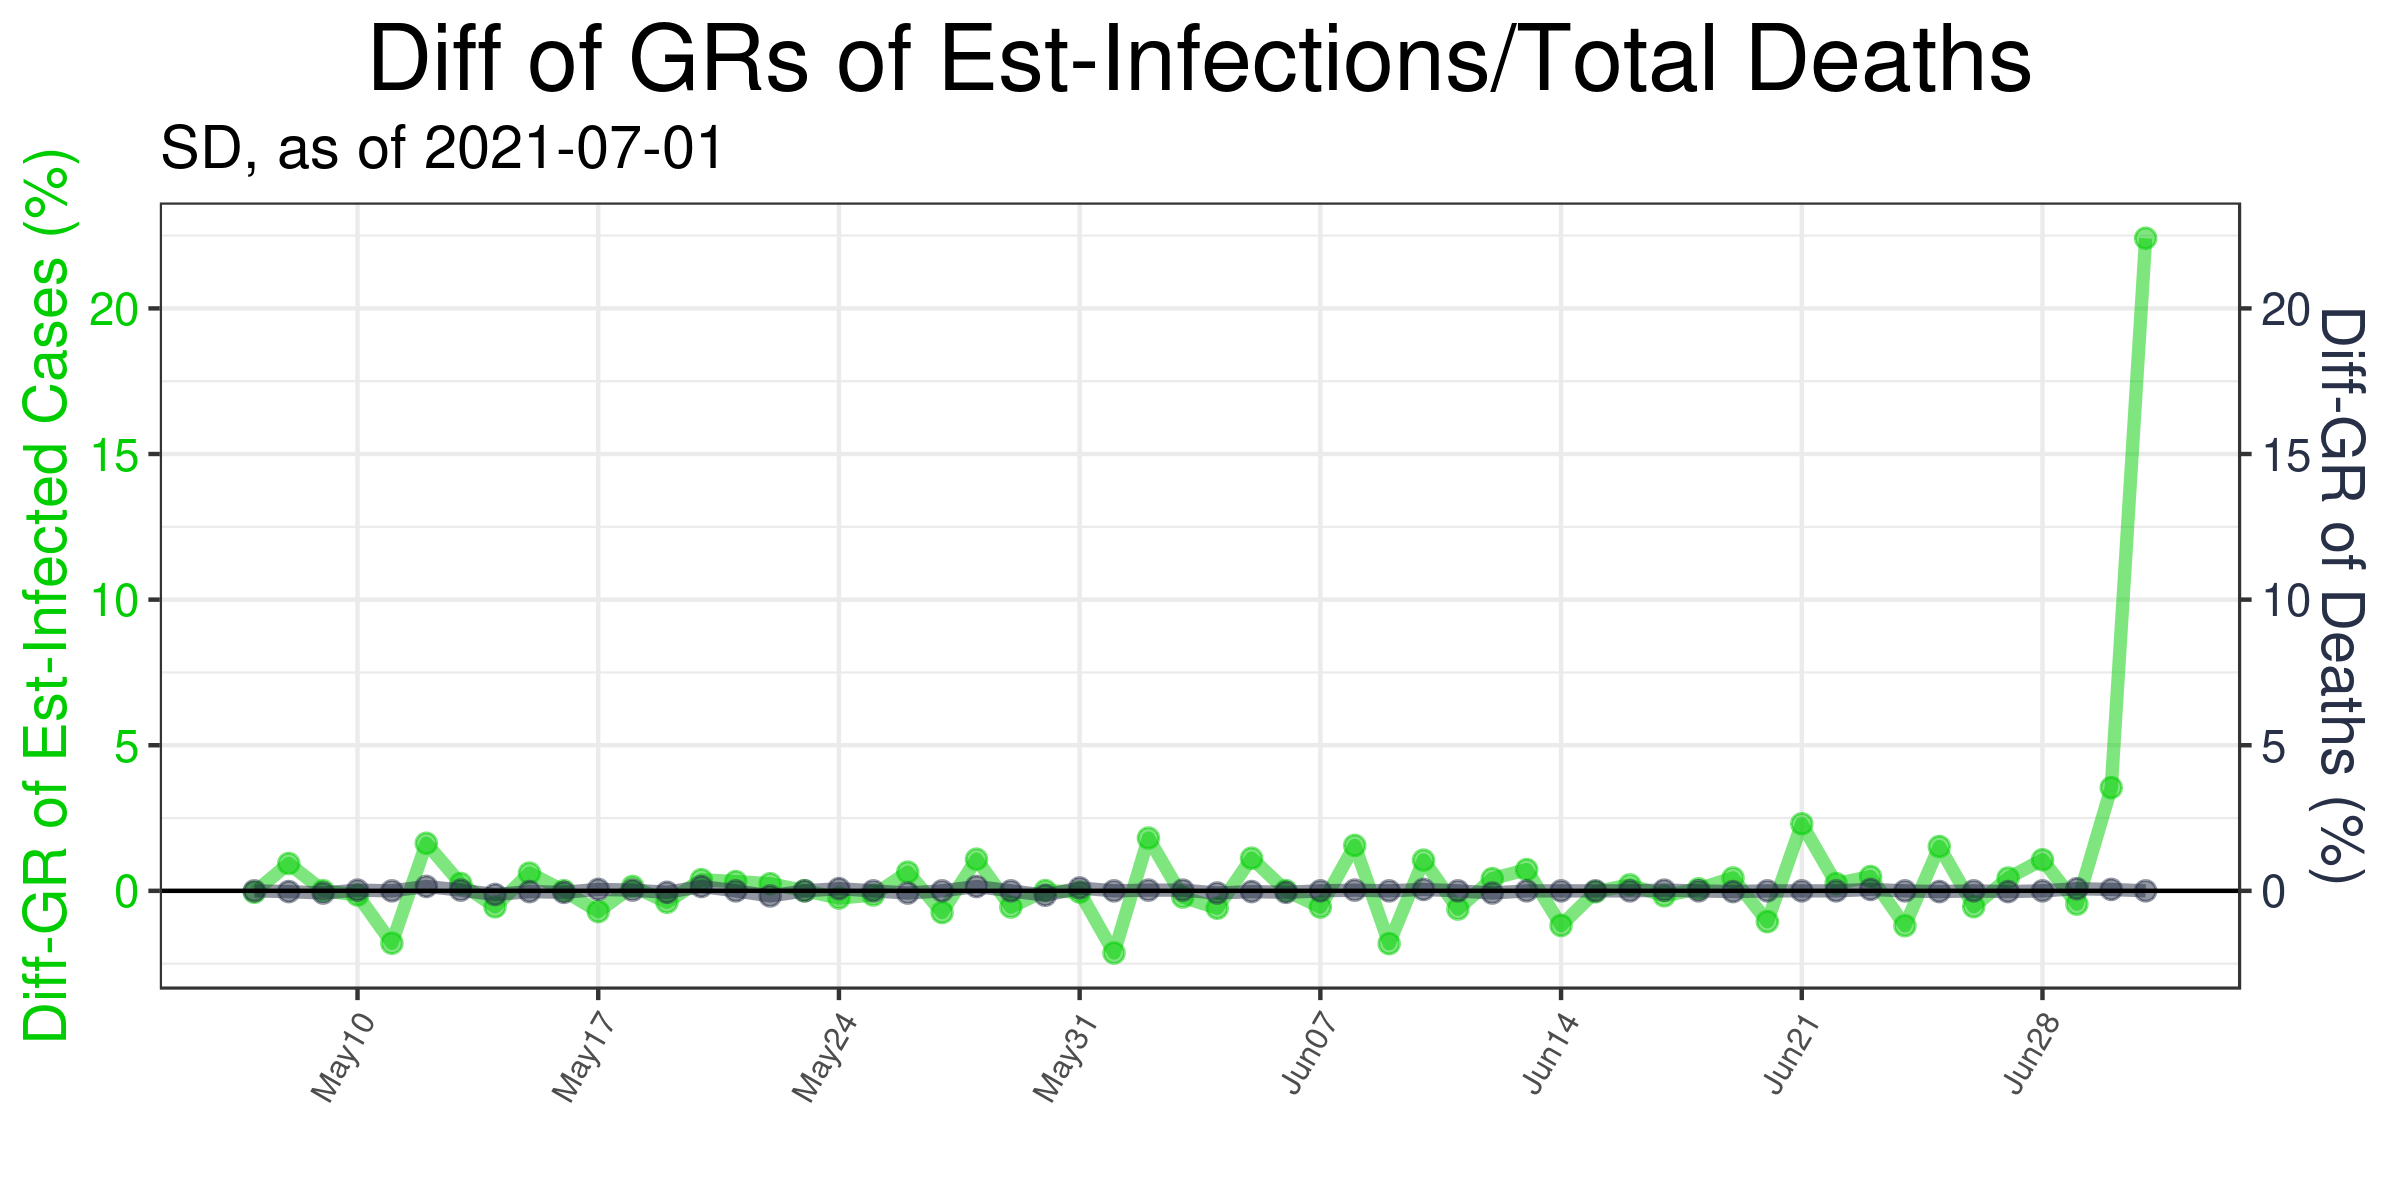 Diff of GRs of Est-Infections/Total Deaths
SD, as of 2021-07-01
Diff-GR of Est-Infected Cases (%)
20
15
10
5
0
20
15
10
5
0
Diff-GR of Deaths (%)
May10
May17
May24
May31
Jun07
Jun14
Jun21
Jun28